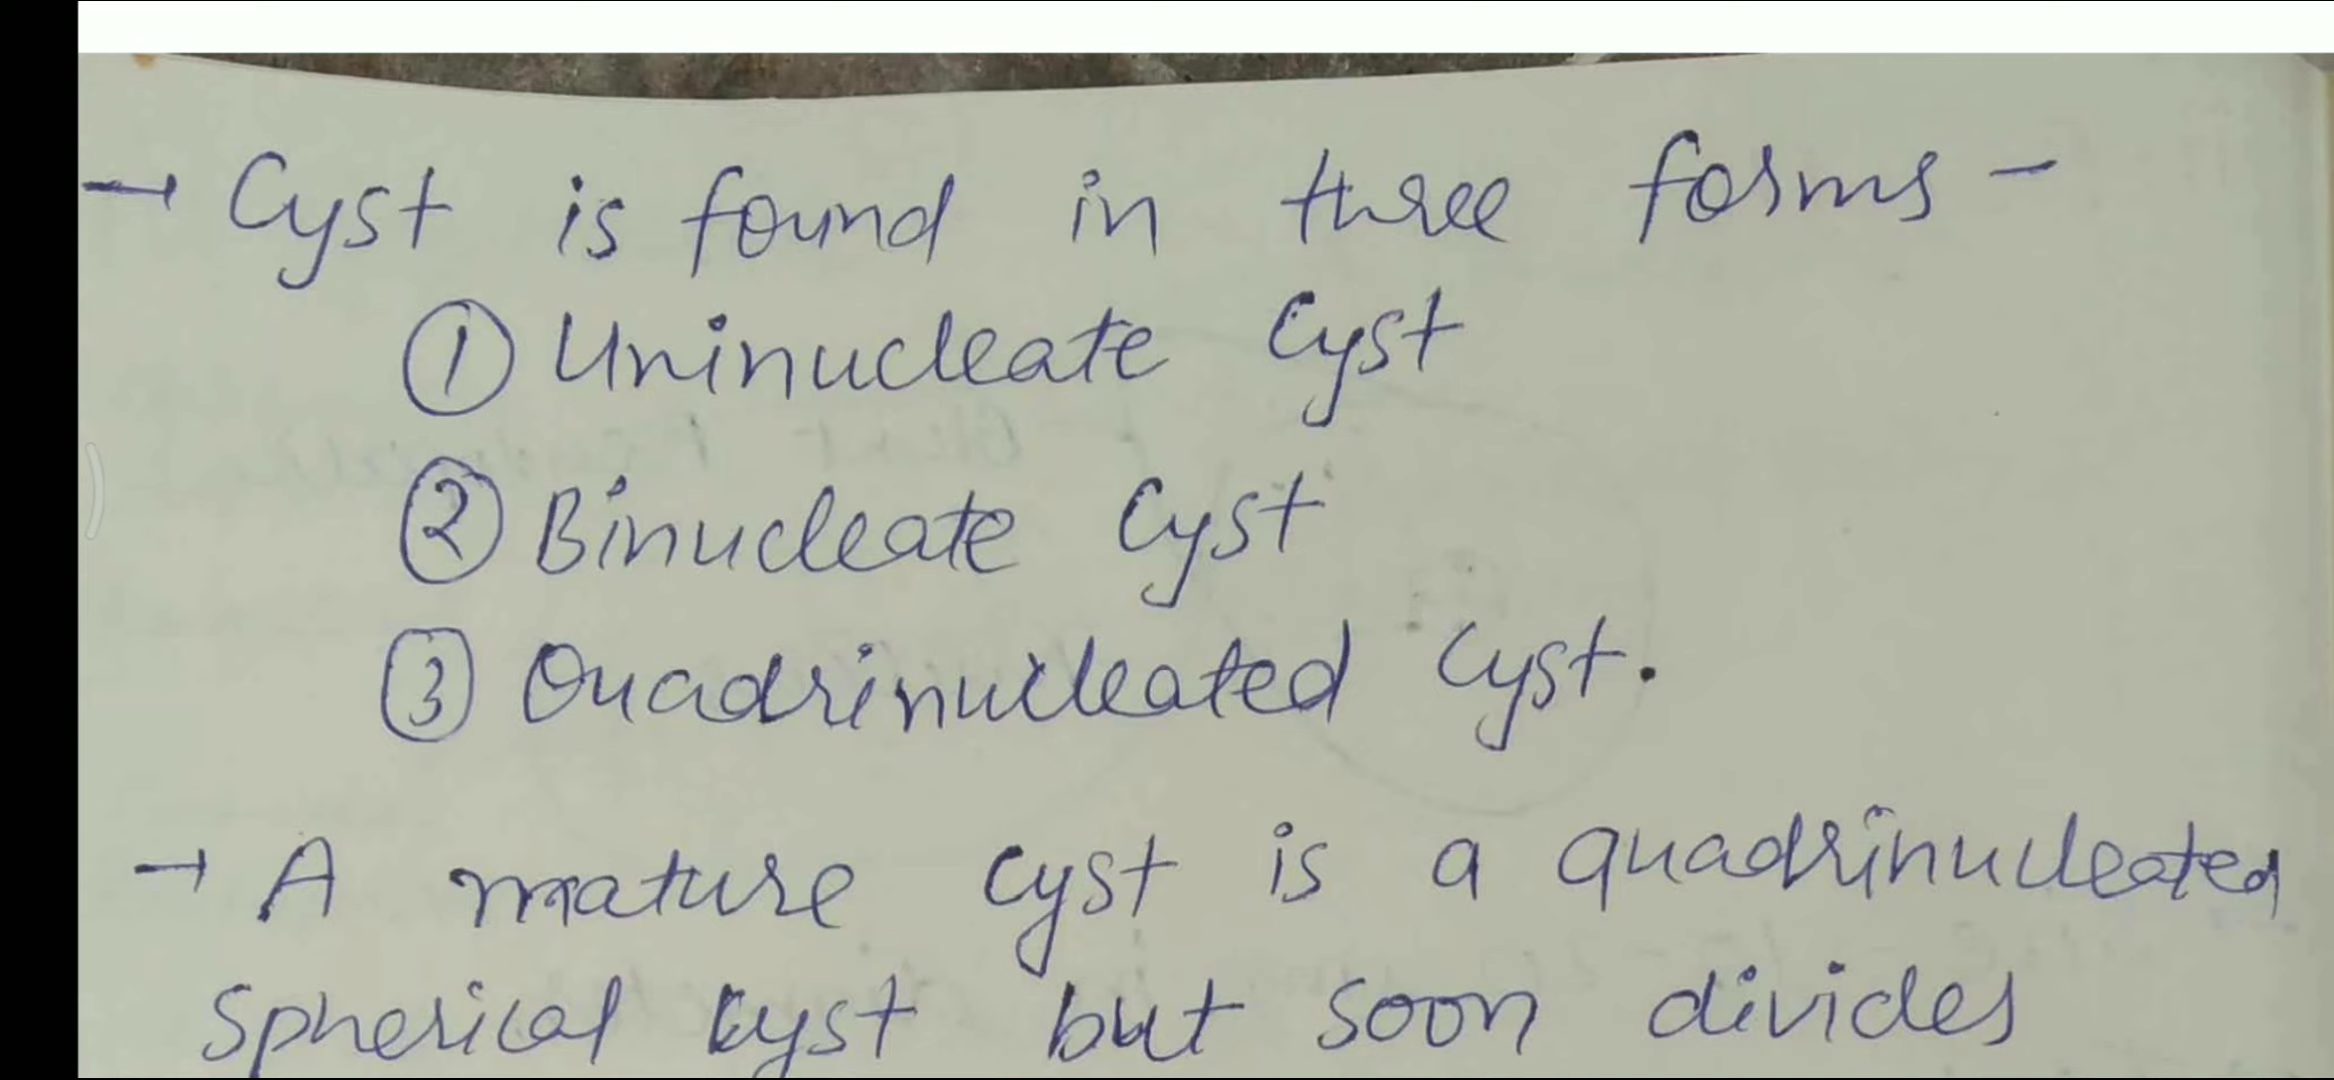 → Cyst is found in three forms -
① Uninucleate Cyst
② Binucleate Cyst
③ Quadrinucleated Cyst.
→ A mature cyst is a quadrinucleated
Spherical cyst but soon divides